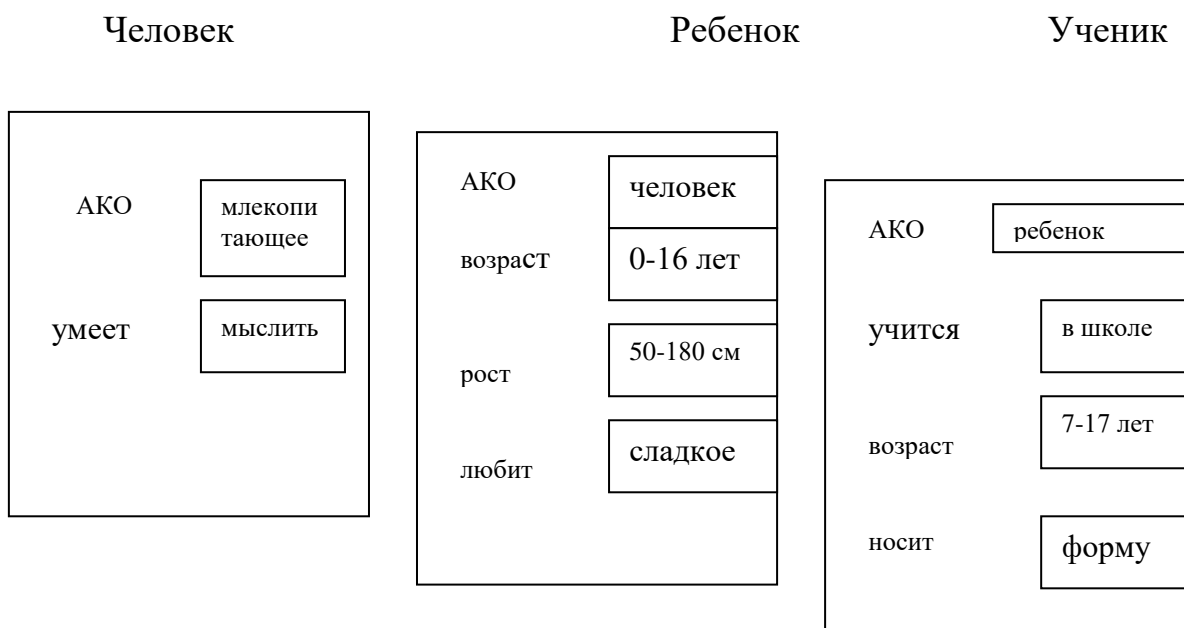 Человек
Ребенок
Ученик
АКО
млекопи
тающее
умеет
мыслить
АКО
человек
возраст
0-16 лет
рост
50-180 см
любит
сладкое
АКО
ребенок
учится
в школе
возраст
7-17 лет
носит
форму